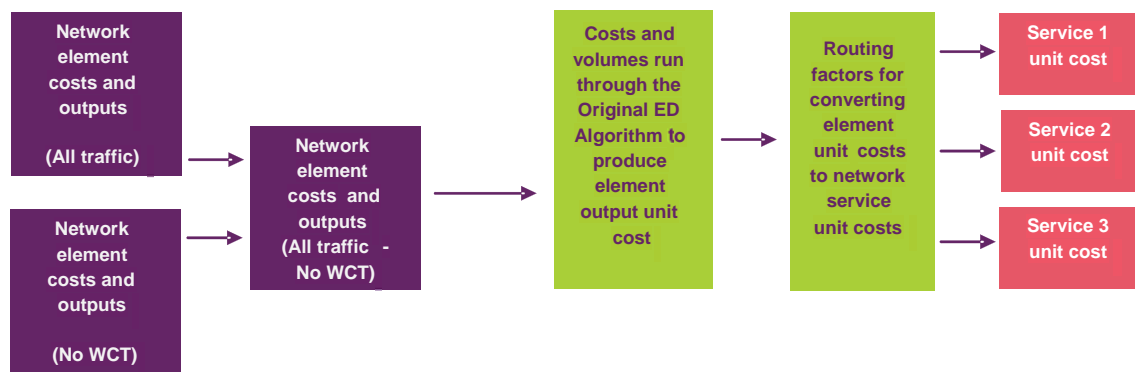 Network
element
costs and
outputs
(All traffic)
Network
element
costs and
outputs
(No WCT)
Network
element
costs and
outputs
(All traffic -
No WCT)
Costs and
volumes run
through the
Original ED
Algorithm to
produce
element
output unit
cost
Routing
factors for
converting
element
unit costs
to network
service
unit costs
Service 1
unit cost
Service 2
unit cost
Service 3
unit cost